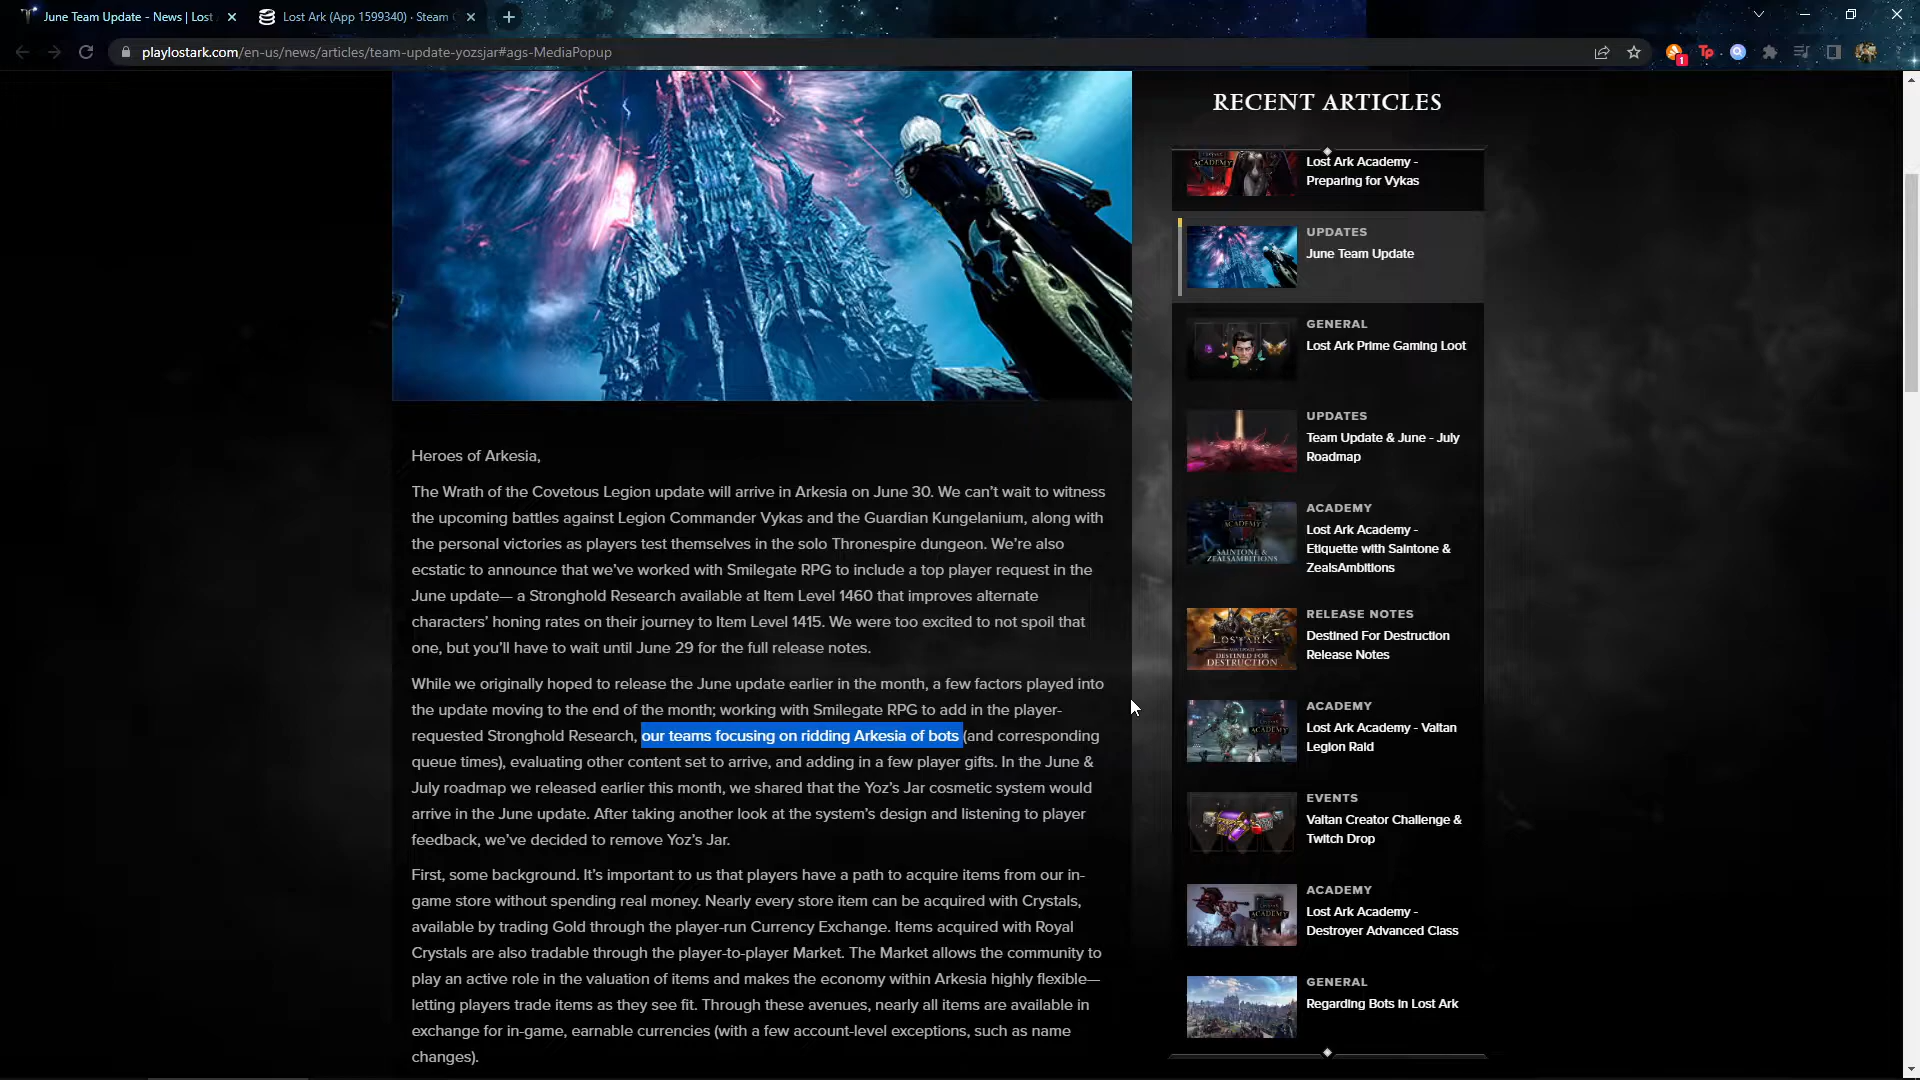 June Team Update - News | Lost
Lost Ark (App 1599340) · Steam
playlostark.com/en-us/news/articles/team-update-yozsjar#ags-MediaPopup
1
RECENT ARTICLES
Lost Ark Academy -
Preparing for Vykas
UPDATES
June Team Update
GENERAL
Lost Ark Prime Gaming Loot
UPDATES
Team Update & June - July
Roadmap
ACADEMY
Lost Ark Academy -
Etiquette with Saintone &
ZealsAmbitions
RELEASE NOTES
Destined For Destruction
Release Notes
ACADEMY
Lost Ark Academy - Valtan
Legion Raid
EVENTS
Valtan Creator Challenge &
Twitch Drop
ACADEMY
Lost Ark Academy -
Destroyer Advanced Class
GENERAL
Regarding Bots in Lost Ark
ACADEMY
ACADEMY
SAINTONE &
ZEALSAMBITIONS
LOST ARK
DESTINED FOR
DESTRUCTION
ACADEMY
Heroes of Arkesia,
The Wrath of the Covetous Legion update will arrive in Arkesia on June 30. We can't wait to witness
the upcoming battles against Legion Commander Vykas and the Guardian Kungelanium, along with
the personal victories as players test themselves in the solo Thronespire dungeon. We're also
ecstatic to announce that we've worked with Smilegate RPG to include a top player request in the
June update— a Stronghold Research available at Item Level 1460 that improves alternate
characters' honing rates on their journey to Item Level 1415. We were too excited to not spoil that
one, but you'll have to wait until June 29 for the full release notes.
While we originally hoped to release the June update earlier in the month, a few factors played into
the update moving to the end of the month; working with Smilegate RPG to add in the player-
requested Stronghold Research, our teams focusing on ridding Arkesia of bots (and corresponding
queue times), evaluating other content set to arrive, and adding in a few player gifts. In the June &
July roadmap we released earlier this month, we shared that the Yoz's Jar cosmetic system would
arrive in the June update. After taking another look at the system's design and listening to player
feedback, we've decided to remove Yoz's Jar.
First, some background. It's important to us that players have a path to acquire items from our in-
game store without spending real money. Nearly every store item can be acquired with Crystals,
available by trading Gold through the player-run Currency Exchange. Items acquired with Royal
Crystals are also tradable through the player-to-player Market. The Market allows the community to
play an active role in the valuation of items and makes the economy within Arkesia highly flexible—
letting players trade items as they see fit. Through these avenues, nearly all items are available in
exchange for in-game, earnable currencies (with a few account-level exceptions, such as name
changes).